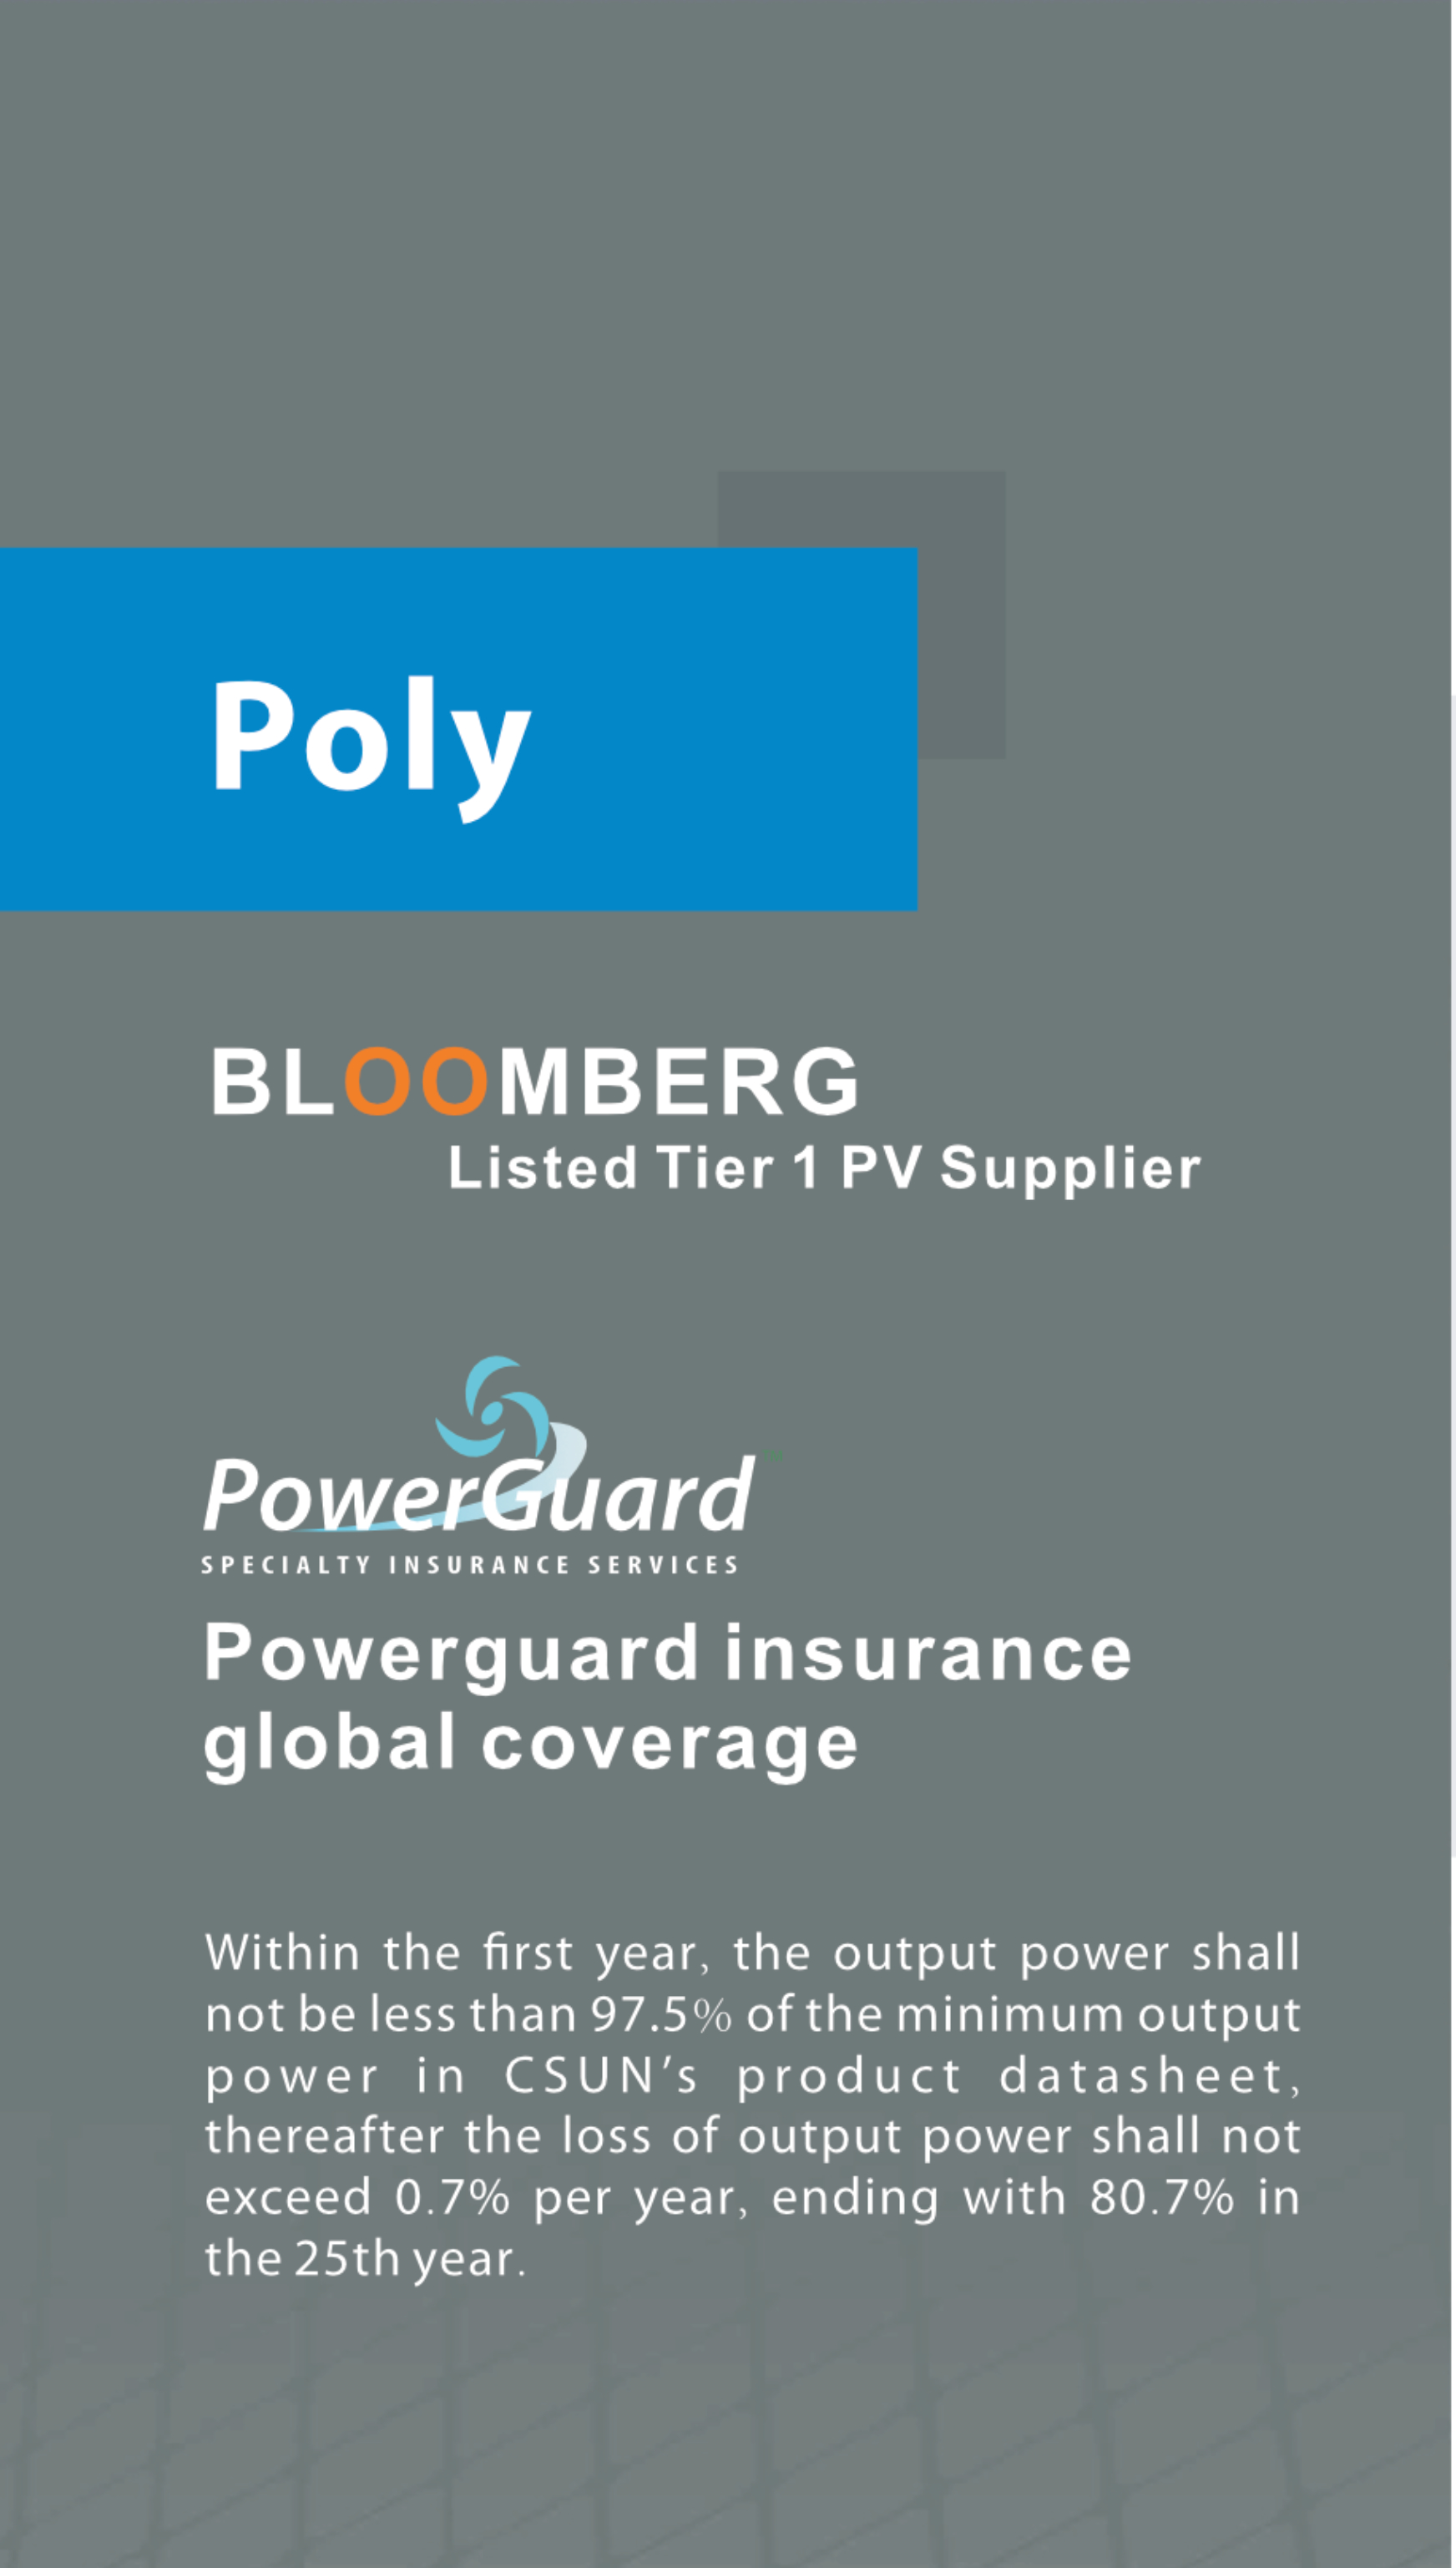 Poly
BLOOMBERG
Listed Tier 1 PV Supplier
PowerGuard™
SPECIALTY INSURANCE SERVICES
Powerguard insurance
global coverage
Within the first year, the output power shall
not be less than 97.5% of the minimum output
power in CSUN’s product datasheet,
thereafter the loss of output power shall not
exceed 0.7% per year, ending with 80.7% in
the 25th year.